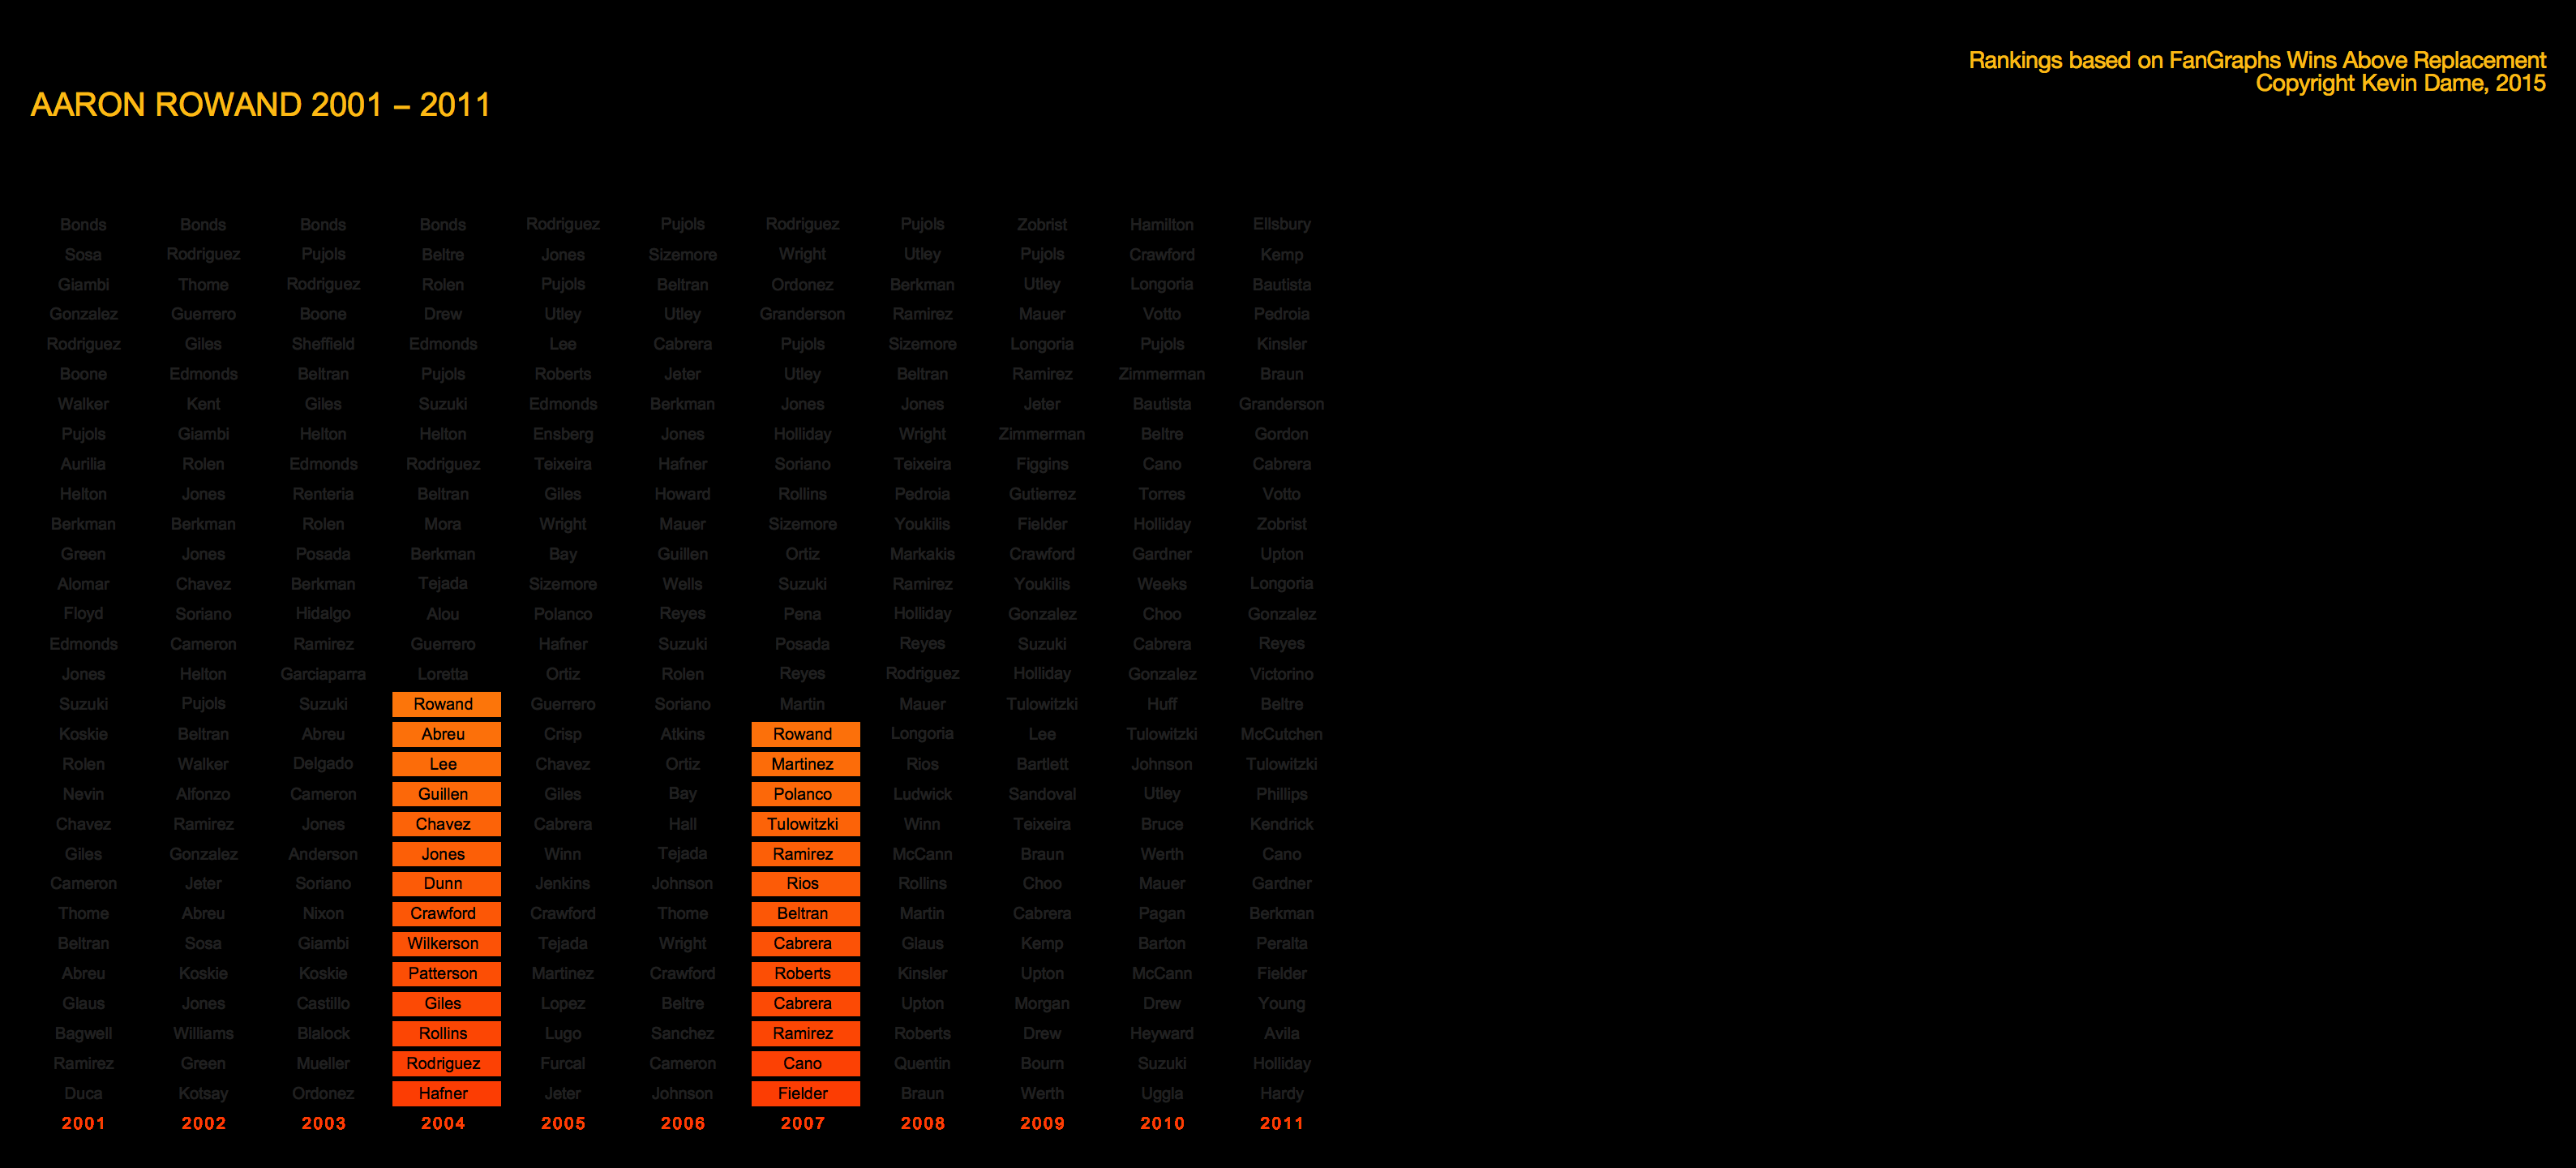 Rankings based on FanGraphs Wins Above Replacement
Copyright Kevin Dame, 2015
AARON ROWAND 2001 – 2011
Bonds Bonds Bonds Bonds Rodriguez Pujols Rodriguez Pujols Zobrist Hamilton Ellsbury
Sosa Rodriguez Pujols Beltre Jones Sizemore Wright Utley Pujols Crawford Kemp
Giambi Thome Rodriguez Rolen Pujols Beltran Ordonez Berkman Utley Longoria Bautista
Gonzalez Guerrero Boone Drew Utley Utley Granderson Ramirez Mauer Votto Pedroia
Rodriguez Giles Sheffield Edmonds Lee Cabrera Pujols Sizemore Longoria Pujols Kinsler
Boone Edmonds Beltran Pujols Roberts Jeter Utley Beltran Ramirez Zimmerman Braun
Walker Kent Giles Suzuki Edmonds Berkman Jones Jones Jeter Bautista Granderson
Pujols Giambi Helton Helton Ensberg Jones Holliday Wright Zimmerman Beltre Gordon
Aurilia Rolen Edmonds Rodriguez Teixeira Hafner Soriano Teixeira Figgins Cano Cabrera
Helton Jones Renteria Beltran Giles Howard Rollins Pedroia Gutierrez Torres Votto
Berkman Berkman Rolen Mora Wright Mauer Sizemore Youkilis Fielder Holliday Zobrist
Green Jones Posada Berkman Bay Guillen Ortiz Markakis Crawford Gardner Upton
Alomar Chavez Berkman Tejada Sizemore Wells Suzuki Ramirez Youkilis Weeks Longoria
Floyd Soriano Hidalgo Alou Polanco Reyes Pena Holliday Gonzalez Choo Gonzalez
Edmonds Cameron Ramirez Guerrero Hafner Suzuki Posada Reyes Suzuki Cabrera Reyes
Jones Helton Garciaparra Loretta Ortiz Rolen Reyes Rodriguez Holliday Gonzalez Victorino
Suzuki Pujols Suzuki Rowand Guerrero Soriano Martin Mauer Tulowitzki Huff Beltre
Koskie Beltran Abreu Abreu Crisp Atkins Rowand Longoria Lee Tulowitzki McCutchen
Rolen Walker Delgado Lee Chavez Ortiz Martinez Rios Bartlett Johnson Tulowitzki
Nevin Alfonzo Cameron Guillen Giles Bay Polanco Ludwick Sandoval Utley Phillips
Chavez Ramirez Jones Chavez Cabrera Hall Tulowitzki Winn Teixeira Bruce Kendrick
Giles Gonzalez Anderson Jones Winn Tejada Ramirez McCann Braun Werth Cano
Cameron Jeter Soriano Dunn Jenkins Johnson Rios Rollins Choo Mauer Gardner
Thome Abreu Nixon Crawford Crawford Thome Beltran Martin Cabrera Pagan Berkman
Beltran Sosa Giambi Wilkerson Tejada Wright Cabrera Glaus Kemp Barton Peralta
Abreu Koskie Koskie Patterson Martinez Crawford Roberts Kinsler Upton McCann Fielder
Glaus Jones Castillo Giles Lopez Beltre Cabrera Upton Morgan Drew Young
Bagwell Williams Blalock Rollins Lugo Sanchez Ramirez Roberts Drew Heyward Avila
Ramirez Green Mueller Rodriguez Furcal Cameron Cano Quentin Bourn Suzuki Holliday
Duca Kotsay Ordonez Hafner Jeter Johnson Fielder Braun Werth Uggla Hardy
2001 2002 2003 2004 2005 2006 2007 2008 2009 2010 2011